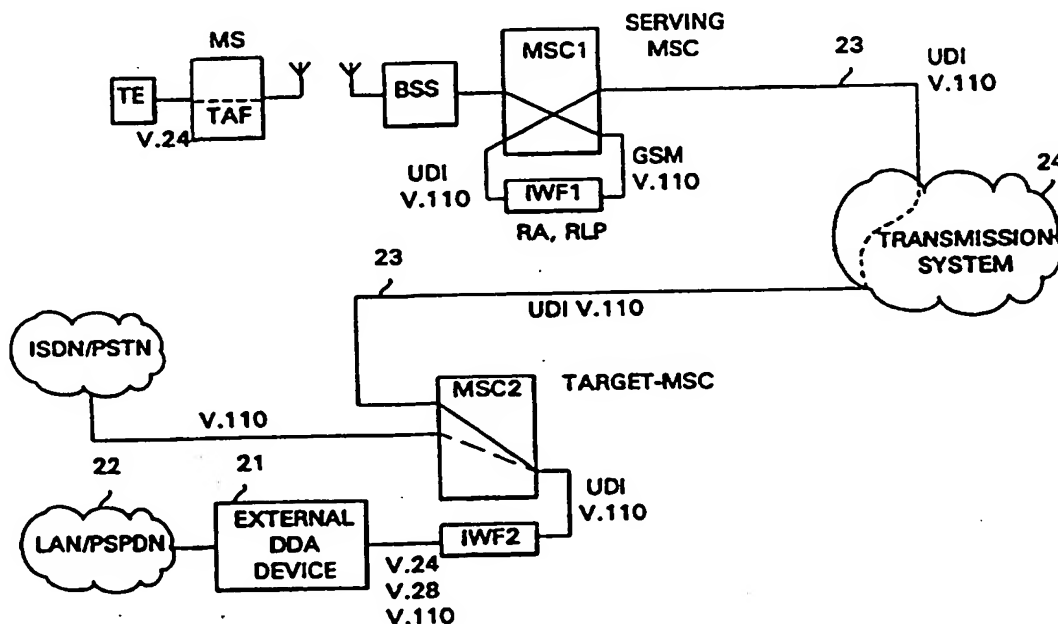 MS
SERVING
MSC
23
UDI
V.110
TE
TAF
V.24
BSS
MSC1
UDI
V.110
GSM
V.110
IWF1
RA, RLP
24
TRANSMISSION
SYSTEM
23
UDI V.110
ISDN/PSTN
MSC2
TARGET-MSC
V.110
22
21
LAN/PSPDN
EXTERNAL
DDA
DEVICE
IWF2
UDI
V.110
V.24
V.28
V.110